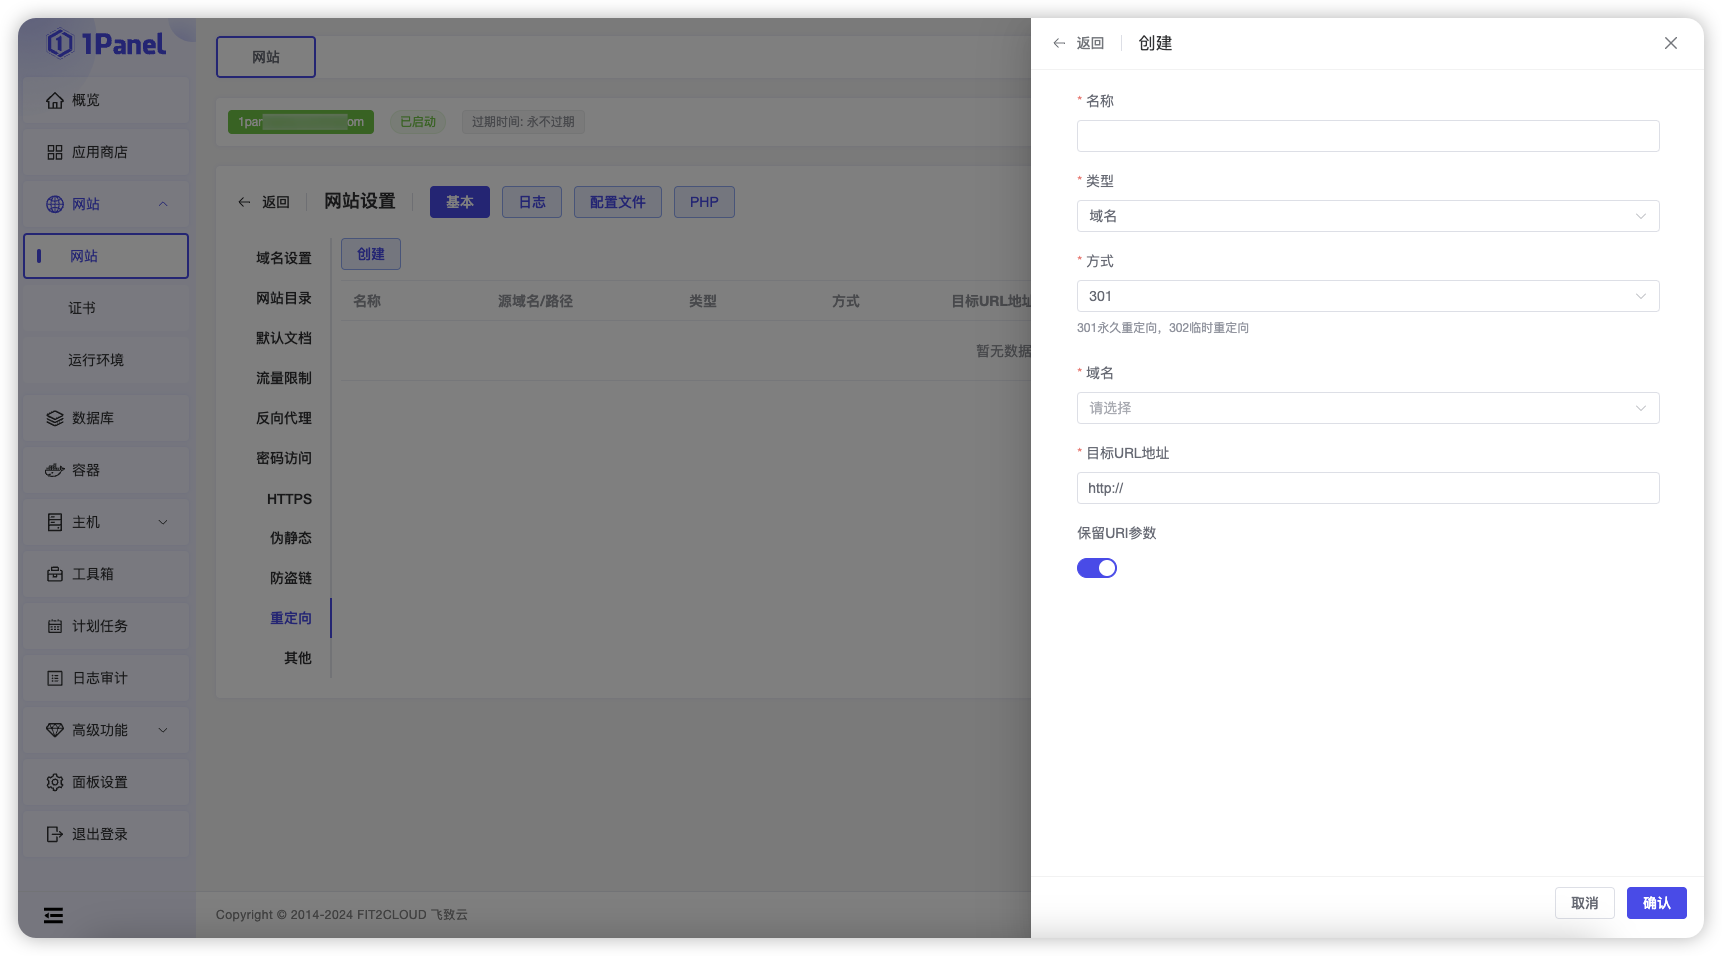 1Panel
概览
应用商店
网站
网站
证书
运行环境
数据库
容器
主机
工具箱
计划任务
日志审计
高级功能
面板设置
退出登录
网站
1par om 已启动 过期时间: 永不过期
返回 网站设置 基本 日志 配置文件 PHP
域名设置
网站目录
默认文档
流量限制
反向代理
密码访问
HTTPS
伪静态
防盗链
重定向
其他
创建
名称 源域名/路径 类型 方式 目标URL地址
暂无数据
Copyright © 2014-2024 FIT2CLOUD 飞致云
返回 创建
* 名称
* 类型
域名
* 方式
301
301永久重定向，302临时重定向
* 域名
请选择
* 目标URL地址
http://
保留URI参数
取消 确认